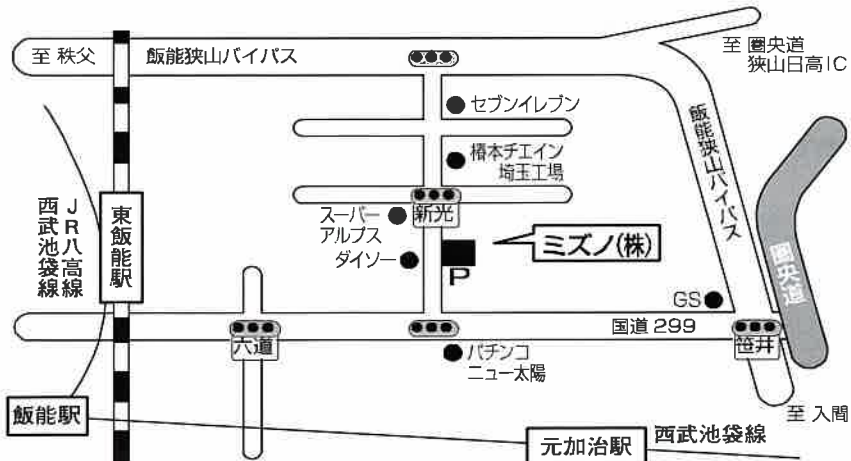 至 秩父
飯能狭山バイパス
至 圏央道
狭山日高IC
セブンイレブン
椿本チエイン
埼玉工場
飯能狭山バイパス
圏央道
新光
スーパー
アルプス
ダイソー
P
ミズノ(株)
JR八高線
西武池袋線
東飯能駅
GS
国道 299
六道
笹井
パチンコ
ニュー太陽
至 入間
飯能駅
元加治駅
西武池袋線